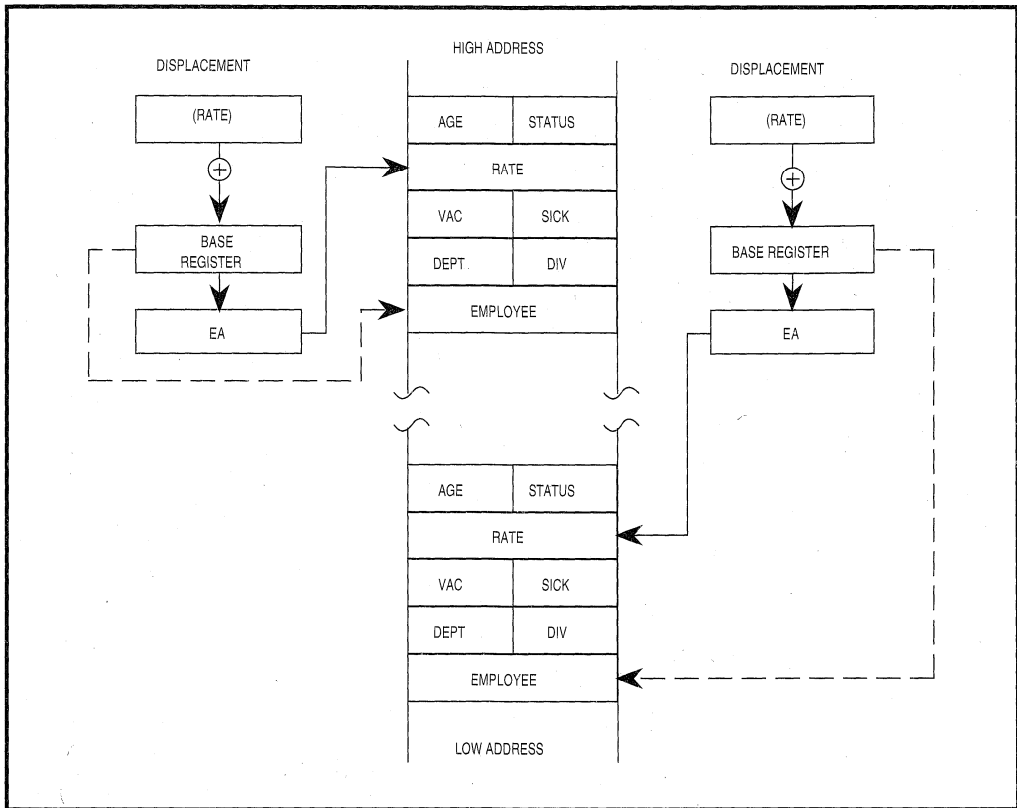 HIGH ADDRESS
DISPLACEMENT
(RATE)
+
BASE
REGISTER
EA
AGE STATUS
RATE
VAC SICK
DEPT DIV
EMPLOYEE
DISPLACEMENT
(RATE)
+
BASE REGISTER
EA
AGE STATUS
RATE
VAC SICK
DEPT DIV
EMPLOYEE
LOW ADDRESS